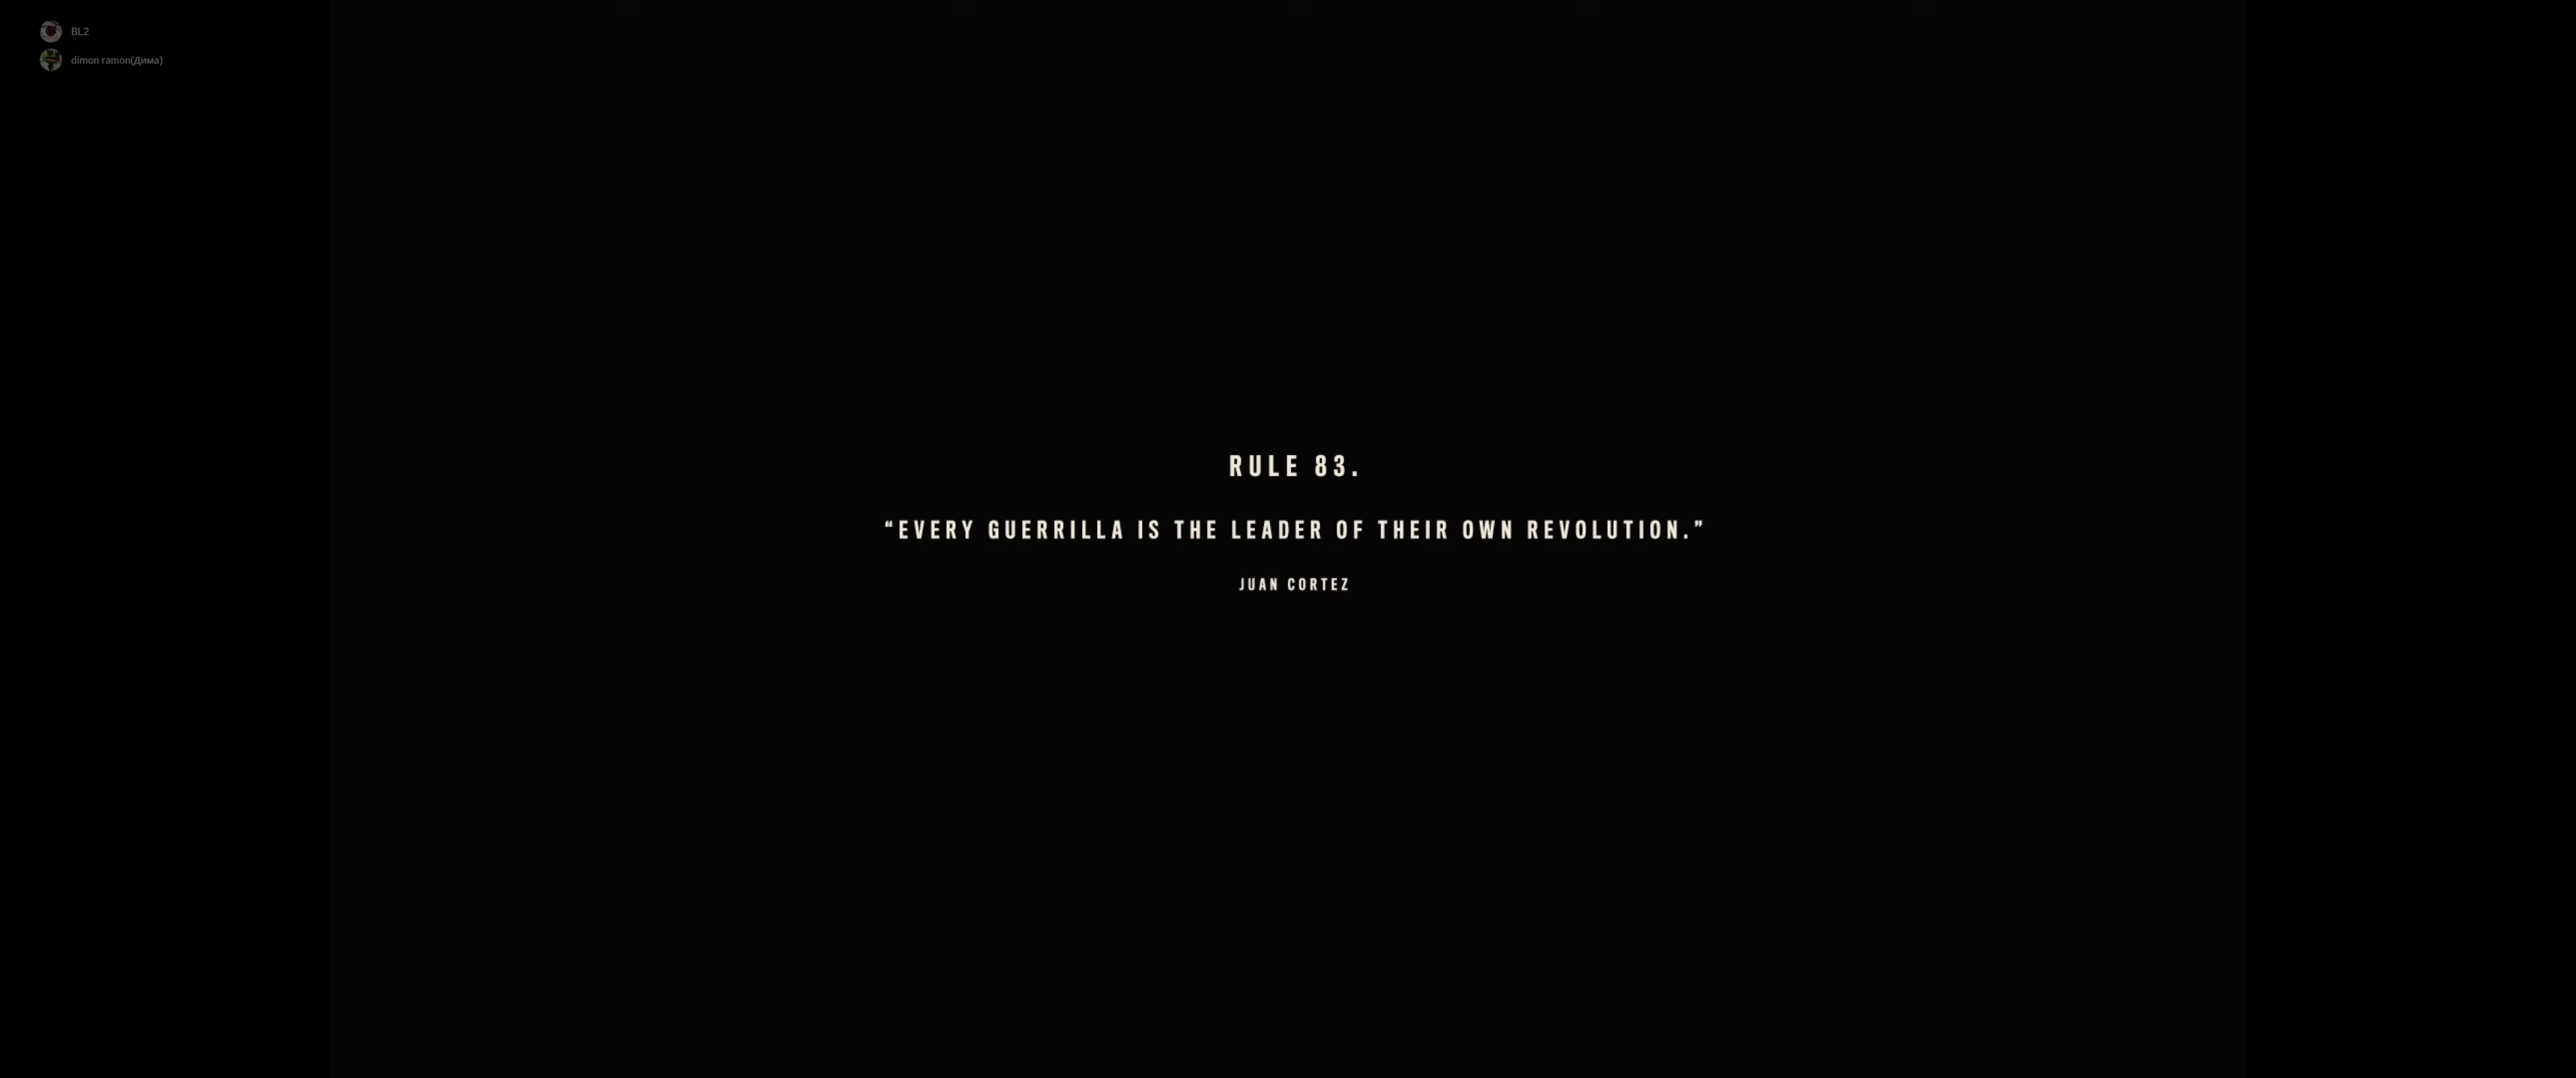 BL2
dimon ramon(Дима)
RULE 83.
“EVERY GUERRILLA IS THE LEADER OF THEIR OWN REVOLUTION.”
JUAN CORTEZ